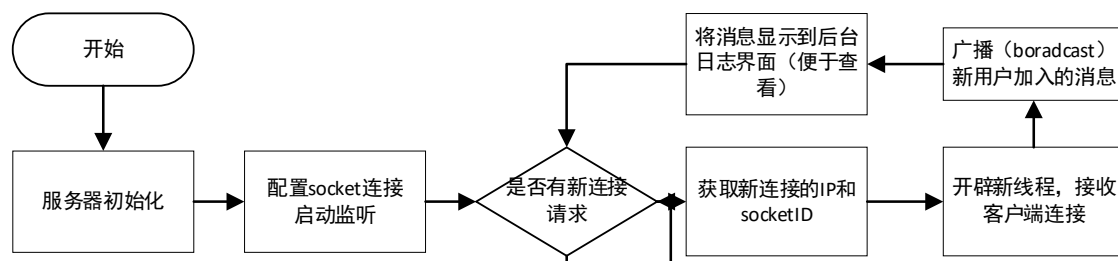 开始
服务器初始化
配置socket连接
启动监听
是否有新连接
请求
获取新连接的IP和
socketID
开辟新线程，接收
客户端连接
广播（boradcast）
新用户加入的消息
将消息显示到后台
日志界面（便于查
看）